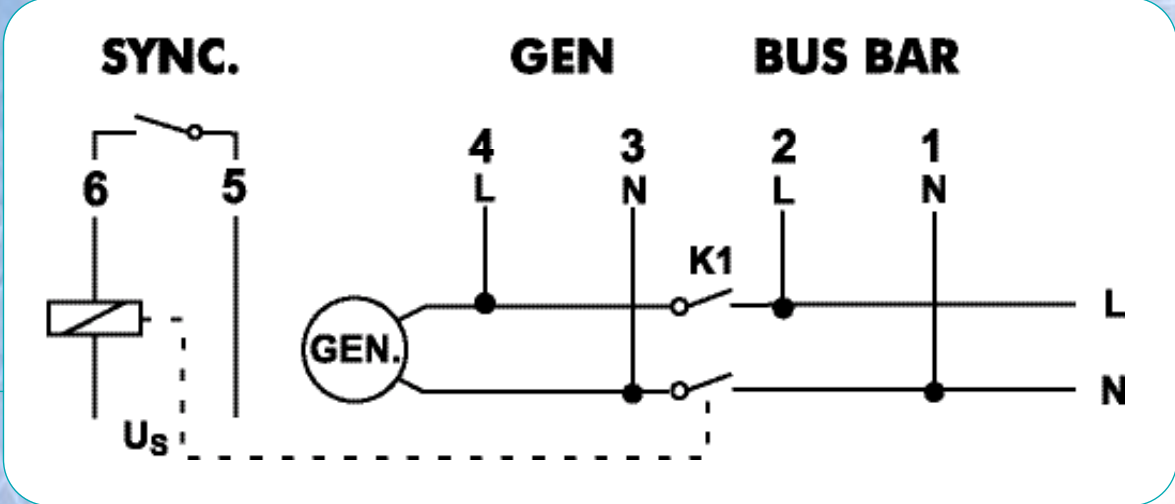 SYNC. GEN BUS BAR
4 3 2 1
6 5 L N L N
K1
L
GEN.
N
US